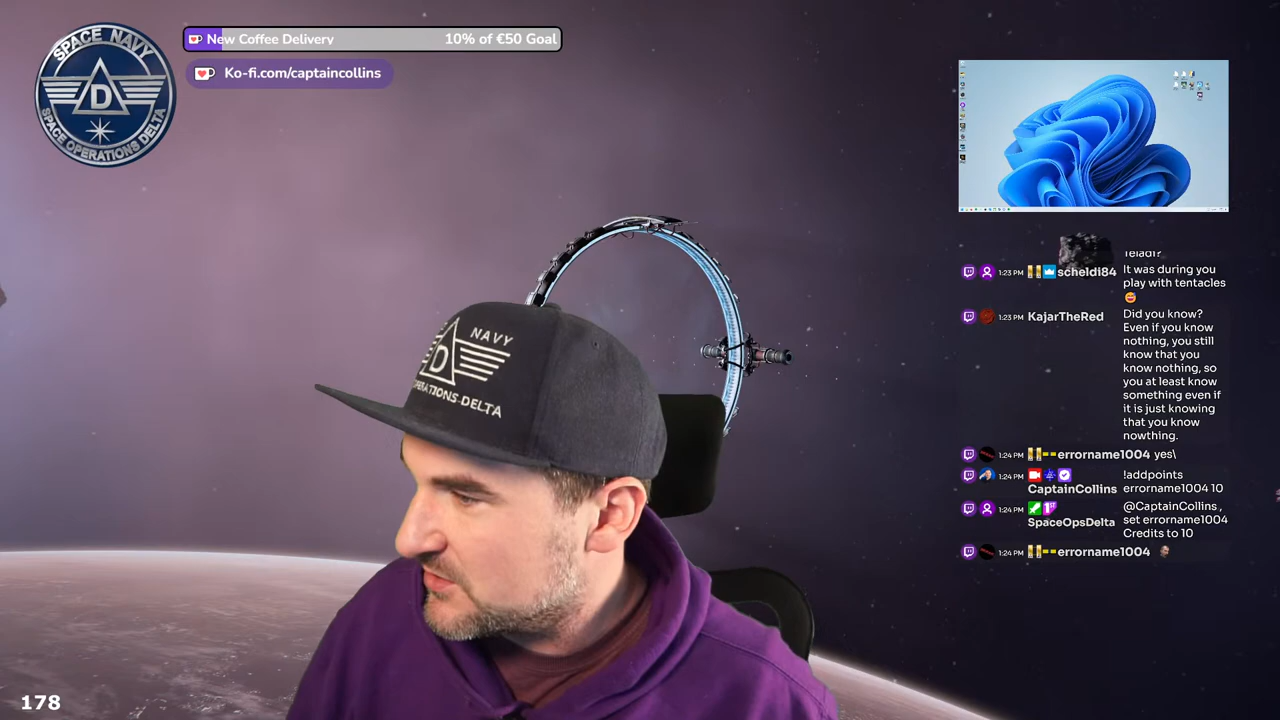 SPACE NAVY
D
SPACE OPERATIONS DELTA
New Coffee Delivery 10% of €50 Goal
Ko-fi.com/captaincollins
NAVY
D
OPERATIONS-DELTA
1:23 PM scheldi84 It was during you
play with tentacles
1:23 PM KajarTheRed Did you know?
Even if you know
nothing, you still
know that you
know nothing, so
you at least know
something even if
it is just knowing
that you know
nowthing.
1:24 PM errorname1004 yes\
1:24 PM CaptainCollins !addpoints
errorname1004 10
1:24 PM SpaceOpsDelta @CaptainCollins ,
set errorname1004
Credits to 10
1:24 PM errorname1004
178